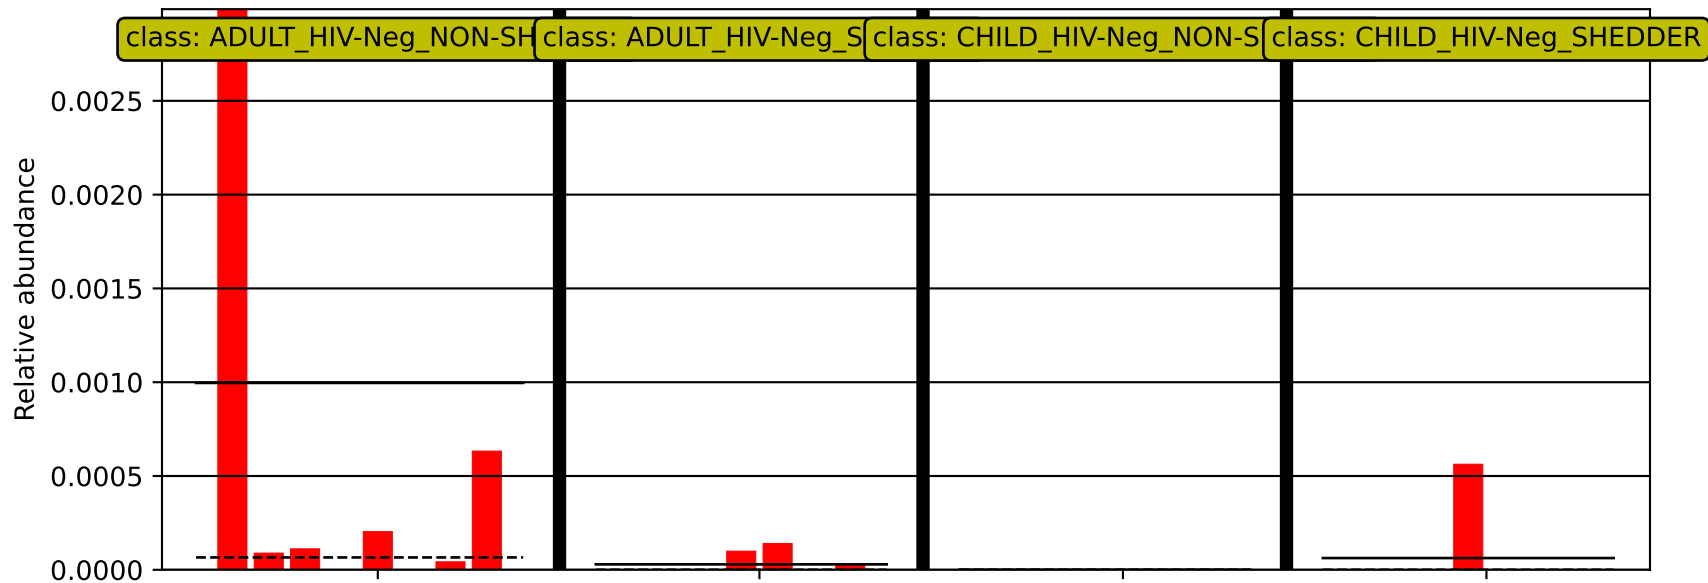 class: ADULT_HIV-Neg_NON-SH
class: ADULT_HIV-Neg_S
class: CHILD_HIV-Neg_NON-S
class: CHILD_HIV-Neg_SHEDDER
0.0025
0.0020
0.0015
0.0010
0.0005
0.0000
Relative abundance